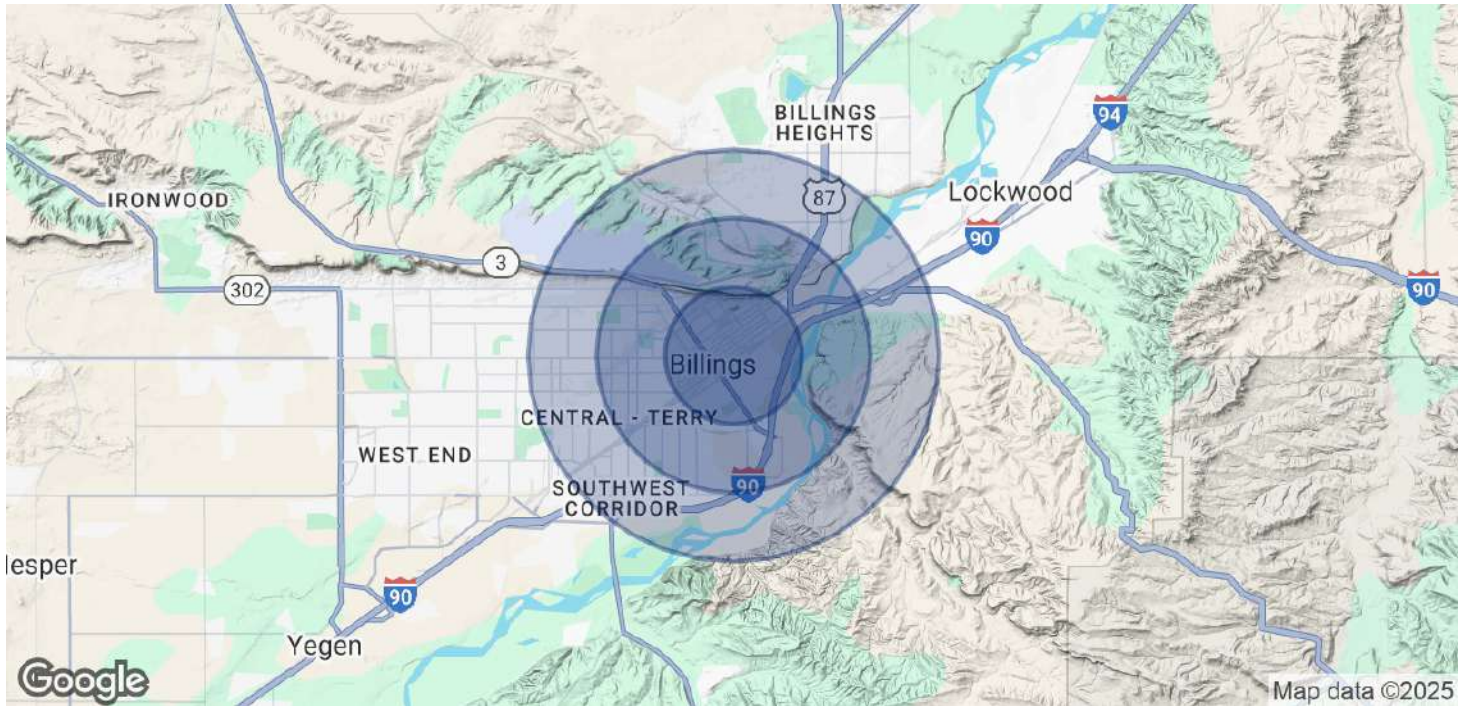 BILLINGS
HEIGHTS
94
IRONWOOD
87
Lockwood
90
3
302
90
Billings
CENTRAL - TERRY
WEST END
90
SOUTHWEST
CORRIDOR
lesper
90
Yegen
Google
Map data ©2025